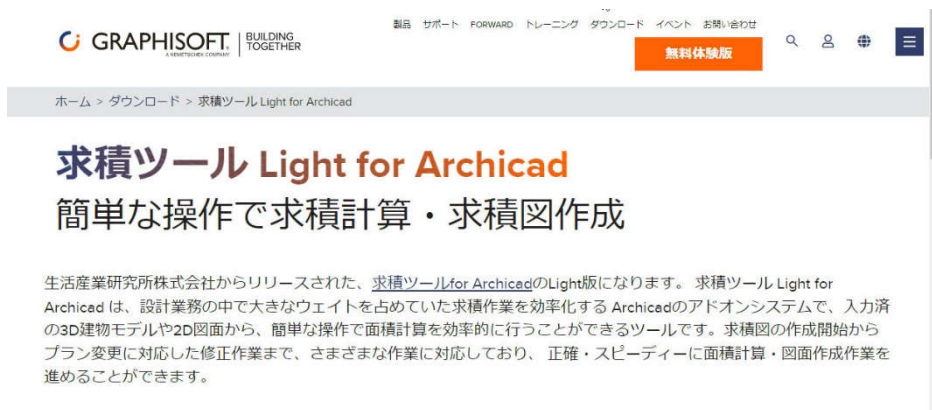 製品 サポート FORWARD トレーニング ダウンロード イベント お問い合わせ
GRAPHISOFT.
A NEMETSCHEK COMPANY
BUILDING
TOGETHER
無料体験版
ホーム > ダウンロード > 求積ツール Light for Archicad
求積ツール Light for Archicad
簡単な操作で求積計算・求積図作成
生活産業研究所株式会社からリリースされた、求積ツールfor ArchicadのLight版になります。 求積ツール Light for
Archicad は、設計業務の中で大きなウェイトを占めていた求積作業を効率化する Archicadのアドオンシステムで、入力済
の3D建物モデルや2D図面から、簡単な操作で面積計算を効率的に行うことができるツールです。求積図の作成開始から
プラン変更に対応した修正作業まで、さまざまな作業に対応しており、 正確・スピーディーに面積計算・図面作成作業を
進めることができます。